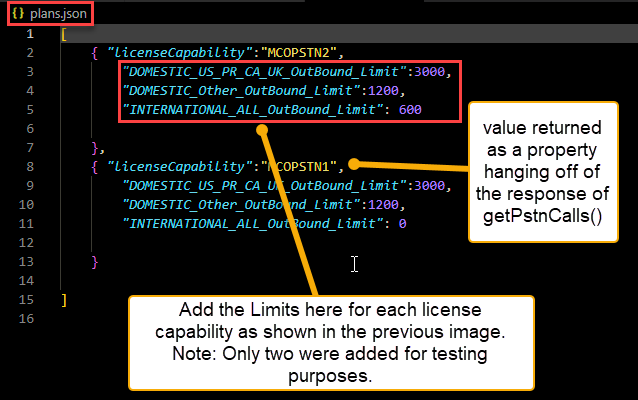 {} plans.json
1 [
2 { "licenseCapability":"MCOPSTN2",
3 "DOMESTIC_US_PR_CA_UK_OutBound_Limit":3000,
4 "DOMESTIC_Other_OutBound_Limit":1200,
5 "INTERNATIONAL_ALL_OutBound_Limit": 600
6
7 },
8 { "licenseCapability":"MCOPSTN1",
9 "DOMESTIC_US_PR_CA_UK_OutBound_Limit":3000,
10 "DOMESTIC_Other_OutBound_Limit":1200,
11 "INTERNATIONAL_ALL_OutBound_Limit": 0
12
13 }
14
15 ]
16
value returned
as a property
hanging off of
the response of
getPstnCalls()
Add the Limits here for each license
capability as shown in the previous image.
Note: Only two were added for testing
purposes.